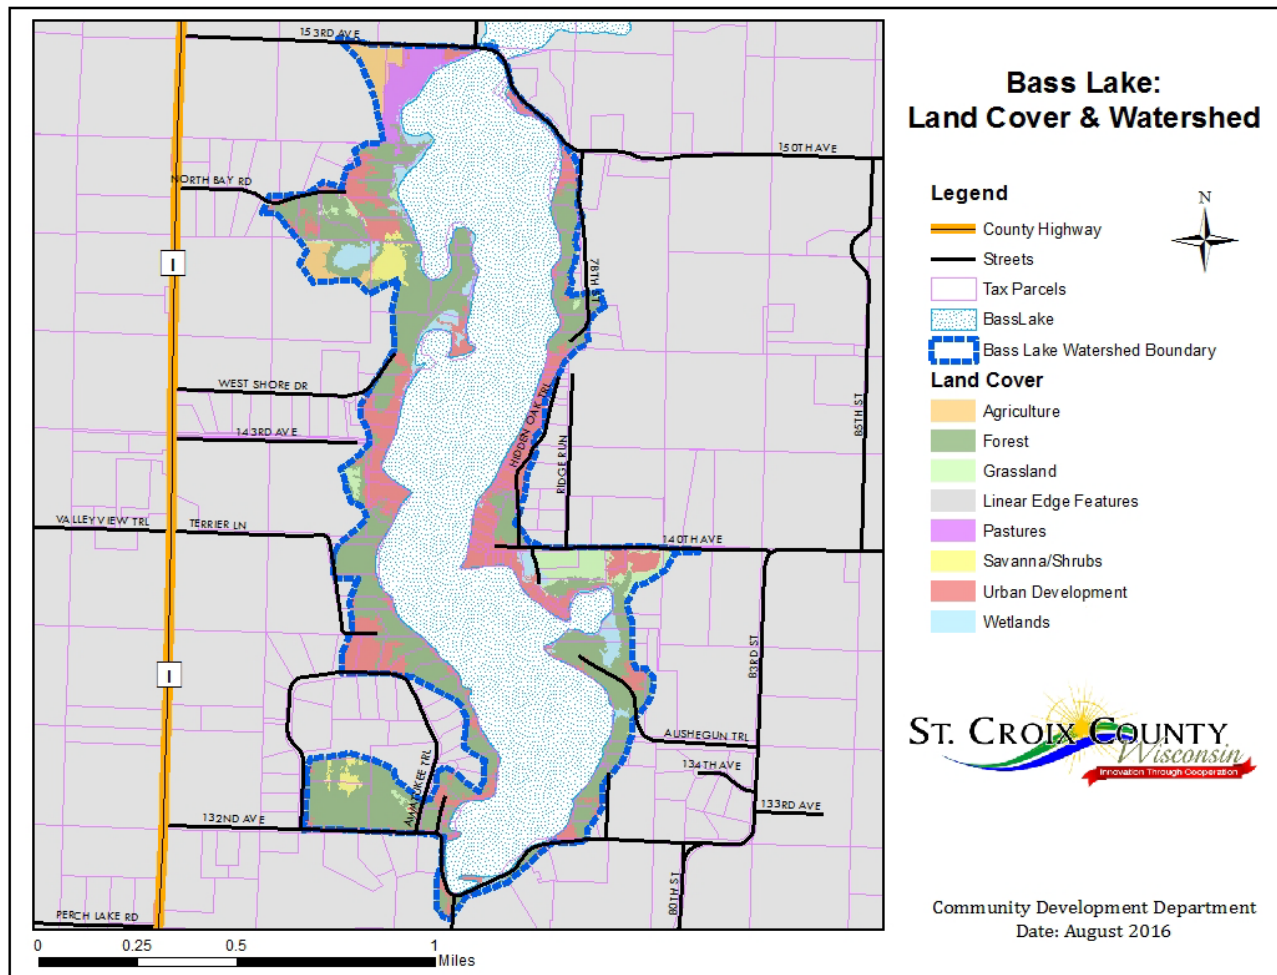 Bass Lake:
Land Cover & Watershed
Legend
County Highway
Streets
Tax Parcels
BassLake
Bass Lake Watershed Boundary
Land Cover
Agriculture
Forest
Grassland
Linear Edge Features
Pastures
Savanna/Shrubs
Urban Development
Wetlands
N
153RD AVE
150TH AVE
NORTH BAY RD
I
78TH ST
WEST SHORE DR
HIDDEN OAK TRL
85TH ST
143RD AVE
RIDGE RUN
VALLEY VIEW TRL
TERRIER LN
140TH AVE
83RD ST
I
AUSHEGUN TRL
134TH AVE
AWATUKEE TRL
133RD AVE
132ND AVE
80TH ST
PERCH LAKE RD
0 0.25 0.5 1
Miles
ST. CROIX COUNTY
Wisconsin
Innovation Through Cooperation
Community Development Department
Date: August 2016